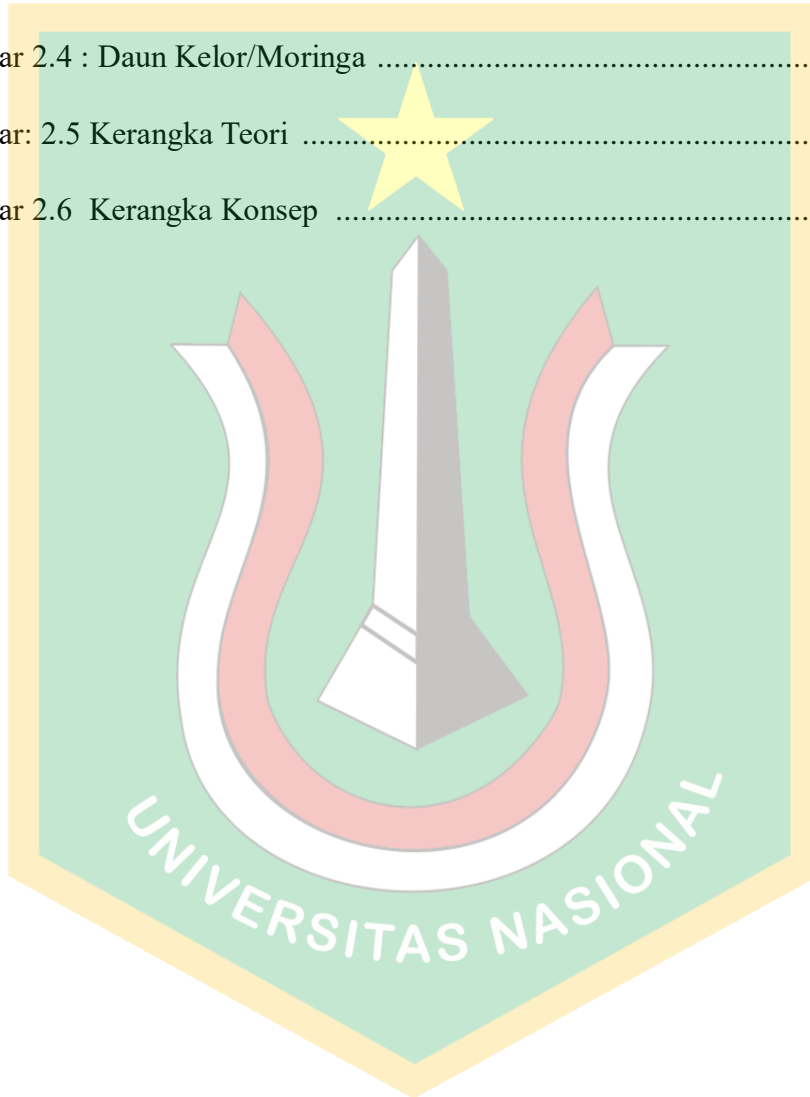 ar 2.4 : Daun Kelor/Moringa ........................................................
ar: 2.5 Kerangka Teori .................................................................
ar 2.6  Kerangka Konsep .............................................................
UNIVERSITAS NASIONAL